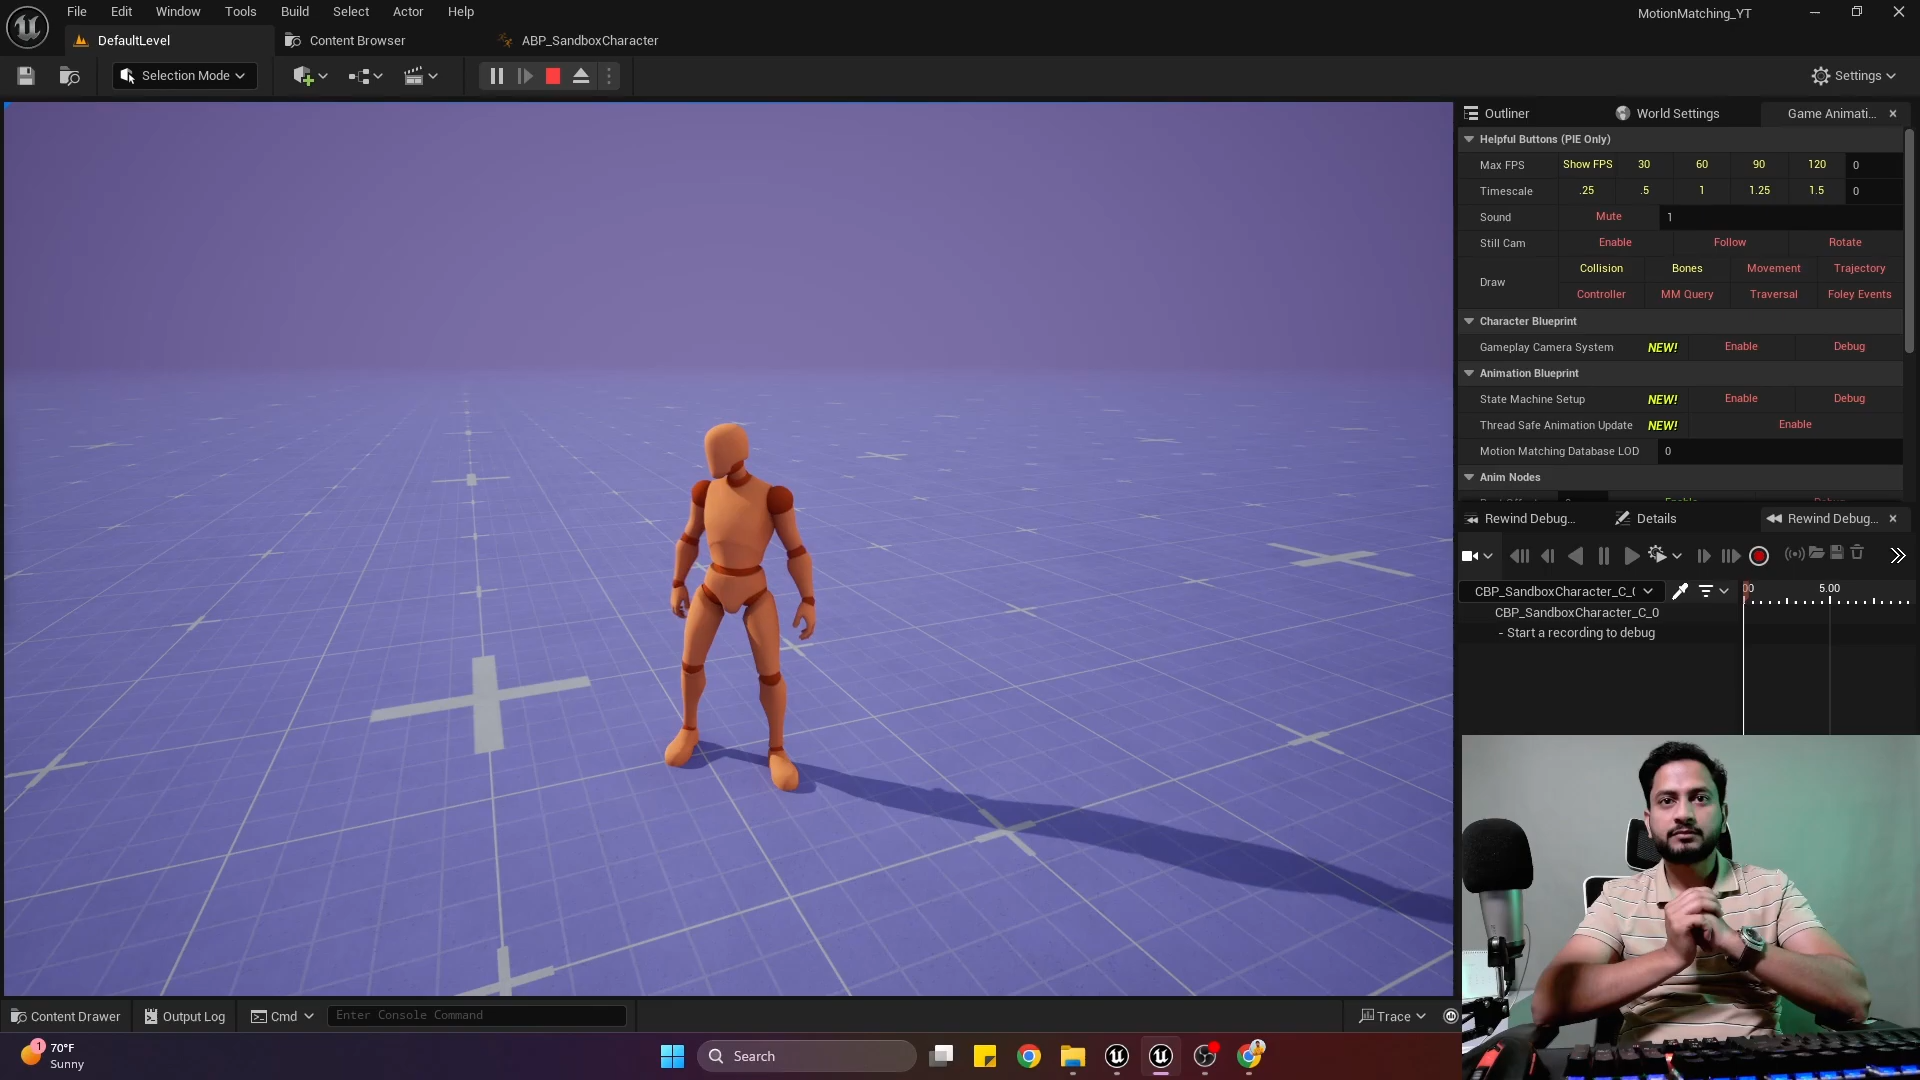 File Edit Window Tools Build Select Actor Help
MotionMatching_YT
DefaultLevel
Content Browser
ABP_SandboxCharacter
Selection Mode
Settings
Outliner
World Settings
Game Animati...
Helpful Buttons (PIE Only)
Max FPS Show FPS 30 60 90 120 0
Timescale .25 .5 1 1.25 1.5 0
Sound Mute 1
Still Cam Enable Follow Rotate
Draw
Collision Bones Movement Trajectory
Controller MM Query Traversal Foley Events
Character Blueprint
Gameplay Camera System NEW! Enable Debug
Animation Blueprint
State Machine Setup NEW! Enable Debug
Thread Safe Animation Update NEW! Enable
Motion Matching Database LOD 0
Anim Nodes
Rewind Debug...
Details
Rewind Debug...
CBP_SandboxCharacter_C_(
5.00
CBP_SandboxCharacter_C_0
- Start a recording to debug
Content Drawer
Output Log
Cmd
Enter Console Command
Trace
1
70°F
Sunny
Search